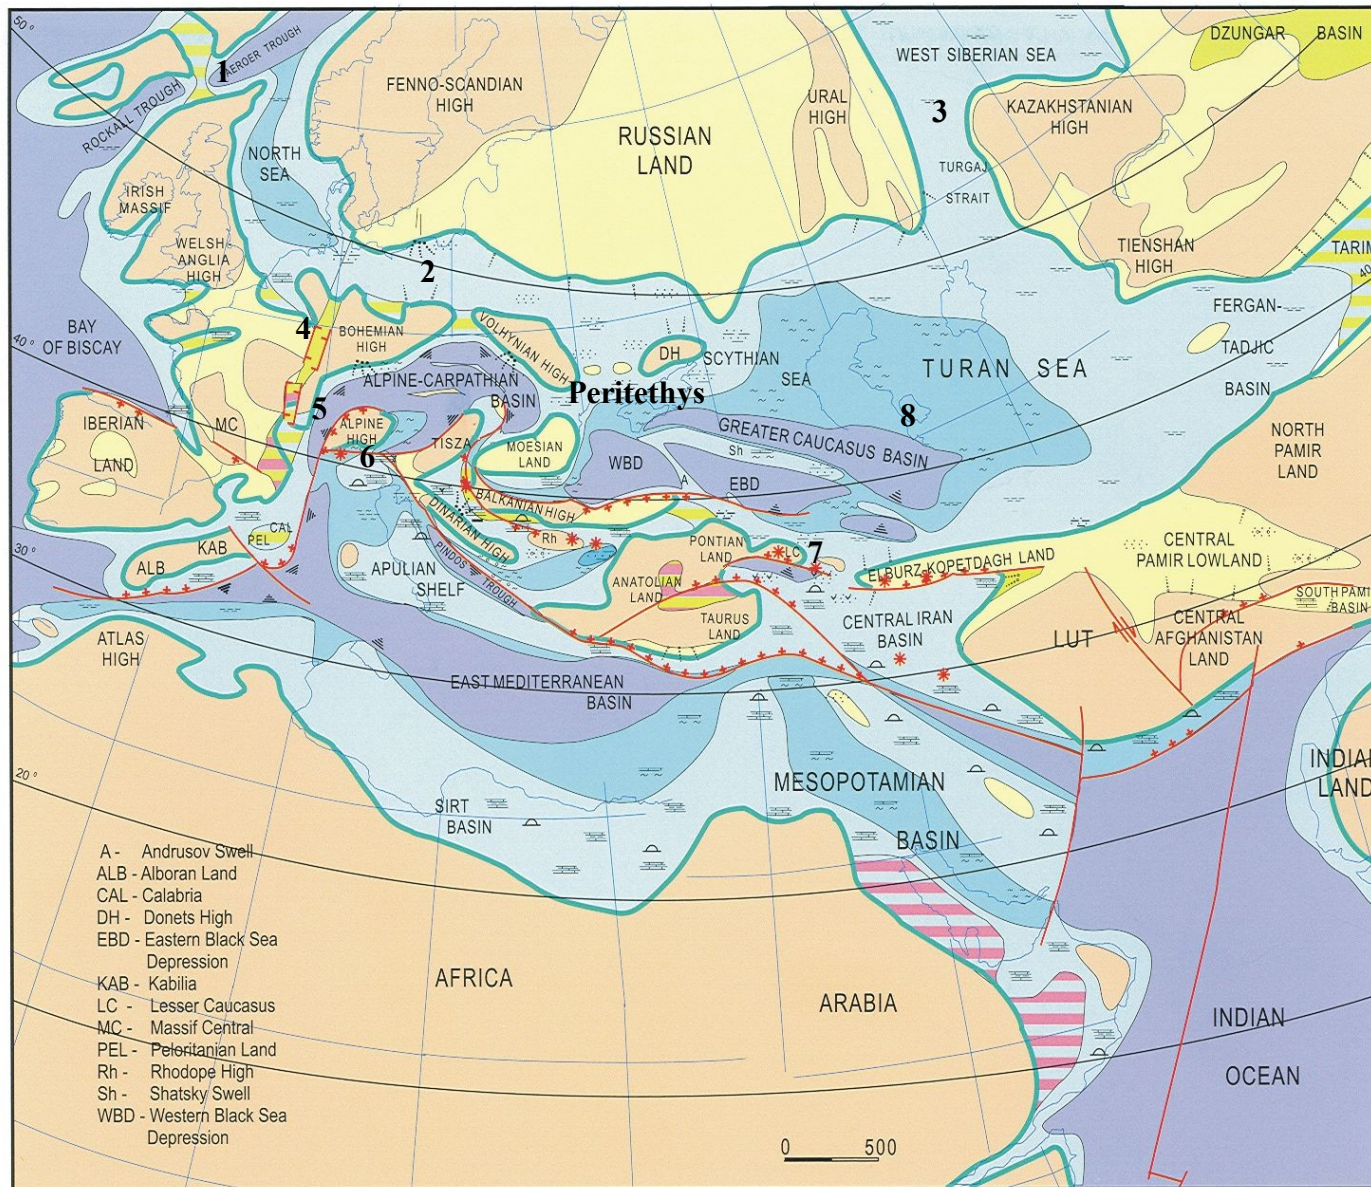 50°
1
AEROER TROUGH
ROCKALL TROUGH
FENNO-SCANDIAN
HIGH
WEST SIBERIAN SEA
DZUNGAR
BASIN
URAL
HIGH
3
KAZAKHSTANIAN
HIGH
RUSSIAN
LAND
NORTH
SEA
TURGAJ
STRAIT
IRISH
MASSIF
WELSH-
ANGLIA
HIGH
2
TIENSHAN
HIGH
TARIM
40
BAY
OF BISCAY
40°
4
BOHEMIAN
HIGH
VOLHYNIAN HIGH
DH
SCYTHIAN
SEA
TURAN SEA
FERGAN-
TADJIC
BASIN
ALPINE-CARPATHIAN
BASIN
Peritethys
5
8
IBERIAN
LAND
MC
ALPINE
HIGH
TISZA
6
MOESIAN
LAND
GREATER CAUCASUS BASIN
Sh
WBD
A
EBD
NORTH
PAMIR
LAND
BALKANIAN HIGH
DINARIAN HIGH
CAL
PEL
KAB
ALB
30°
Rh
PONTIAN
LAND
LC
7
ELBURZ-KOPETDAGH LAND
CENTRAL
PAMIR LOWLAND
APULIAN
SHELF
PINDOS
TROUGH
ANATOLIAN
LAND
TAURUS
LAND
CENTRAL IRAN
BASIN
SOUTH PAMI
BASIN
LUT
CENTRAL
AFGHANISTAN
LAND
ATLAS
HIGH
EAST MEDITERRANEAN
BASIN
20°
SIRT
BASIN
MESOPOTAMIAN
BASIN
INDIAN
LAND
A - Andrusov Swell
ALB - Alboran Land
CAL - Calabria
DH - Donets High
EBD - Eastern Black Sea
Depression
KAB - Kabilia
LC - Lesser Caucasus
MC - Massif Central
PEL - Peloritanian Land
Rh - Rhodope High
Sh - Shatsky Swell
WBD - Western Black Sea
Depression
AFRICA
ARABIA
INDIAN
OCEAN
0 500